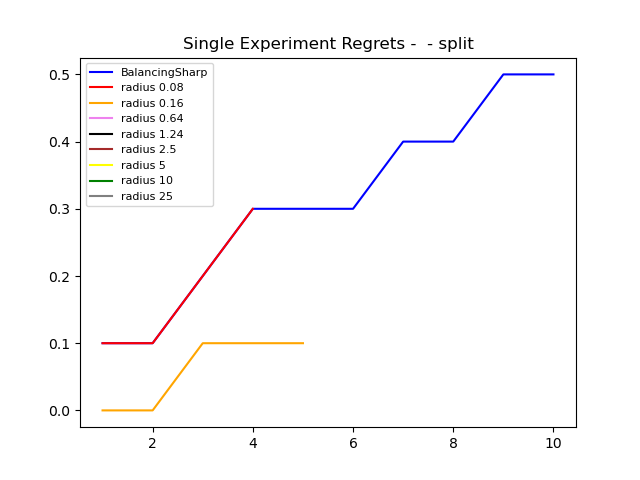 Single Experiment Regrets -  - split
BalancingSharp
radius 0.08
radius 0.16
radius 0.64
radius 1.24
radius 2.5
radius 5
radius 10
radius 25
0.5
0.4
0.3
0.2
0.1
0.0
2 4 6 8 10